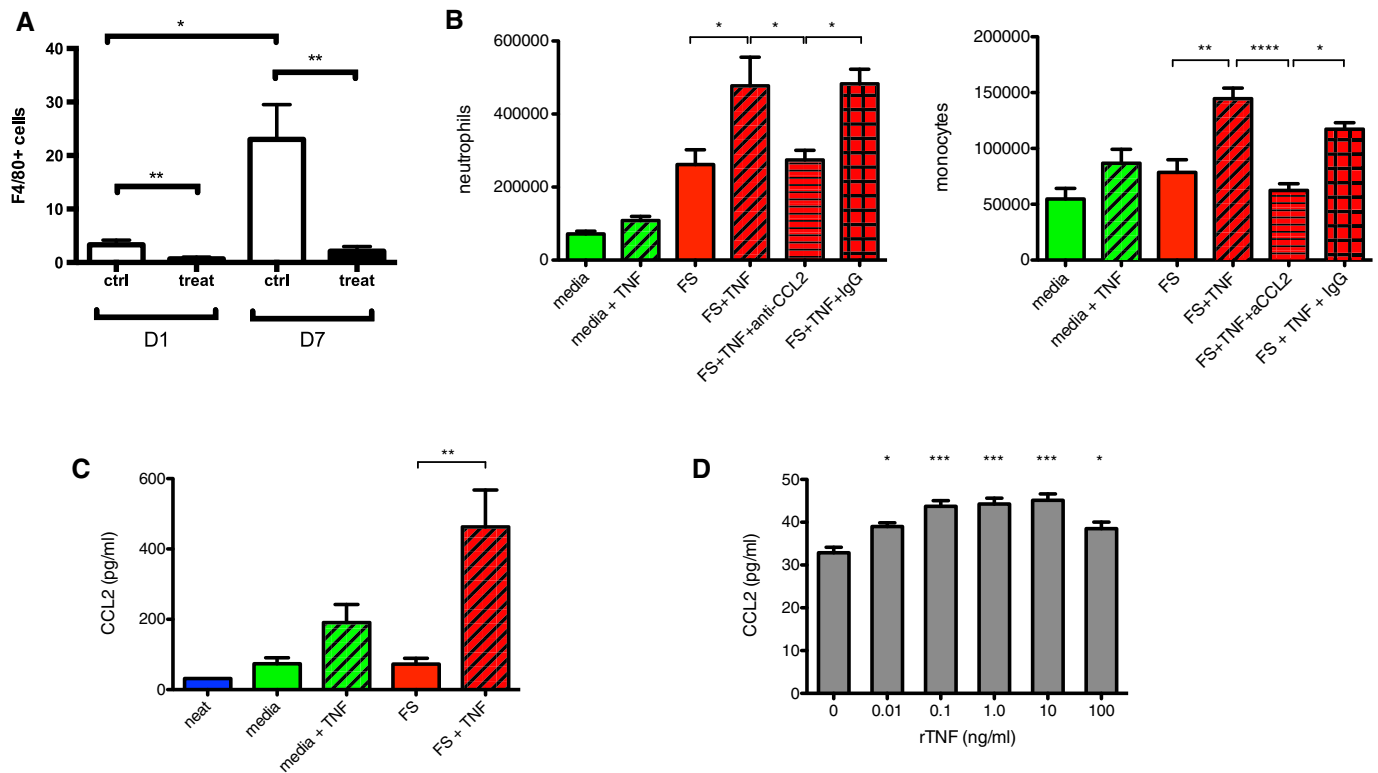 A
F4/80+ cells
40
30
20
10
0
*
**
**
ctrl
treat
ctrl
treat
D1
D7
B
neutrophils
600000
400000
200000
0
*
*
*
media
media + TNF
FS
FS+TNF
FS+TNF+anti-CCL2
FS+TNF+IgG
monocytes
200000
150000
100000
50000
0
**
****
*
media
media + TNF
FS
FS+TNF
FS+TNF+aCCL2
FS + TNF + IgG
C
CCL2 (pg/ml)
600
400
200
0
**
neat
media
media + TNF
FS
FS + TNF
D
CCL2 (pg/ml)
50
40
30
20
10
0
*
***
***
***
*
0
0.01
0.1
1.0
10
100
rTNF (ng/ml)